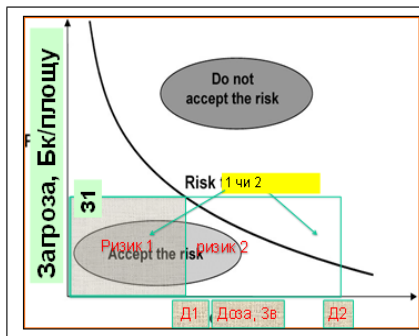 Загроза, Бк/площу
Do not
accept the risk
Risk
1 чи 2
З1
Ризик 1
ризик 2
Accept the risk
Д1
Доза, Зв
Д2